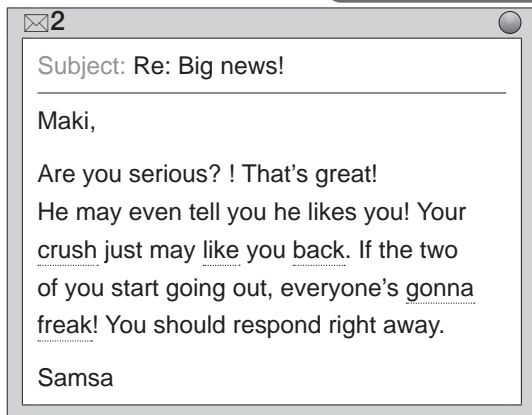 2
Subject: Re: Big news!
Maki,
Are you serious? ! That's great!
He may even tell you he likes you! Your
crush just may like you back. If the two
of you start going out, everyone's gonna
freak! You should respond right away.
Samsa